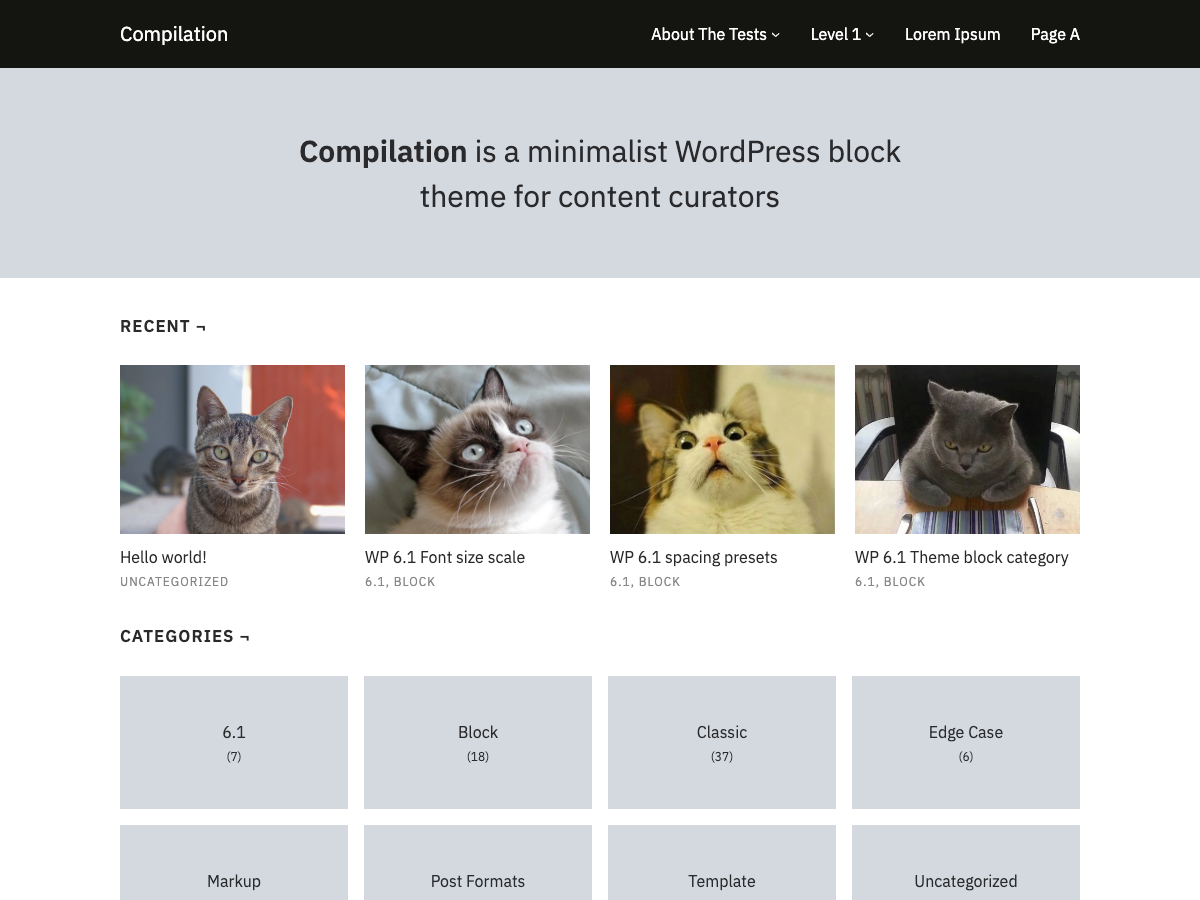 Compilation
About The Tests
Level 1
Lorem Ipsum
Page A
Compilation is a minimalist WordPress block
theme for content curators
RECENT ¬
Hello world!
UNCATEGORIZED
WP 6.1 Font size scale
6.1, BLOCK
WP 6.1 spacing presets
6.1, BLOCK
WP 6.1 Theme block category
6.1, BLOCK
CATEGORIES ¬
6.1
(7)
Block
(18)
Classic
(37)
Edge Case
(6)
Markup
Post Formats
Template
Uncategorized